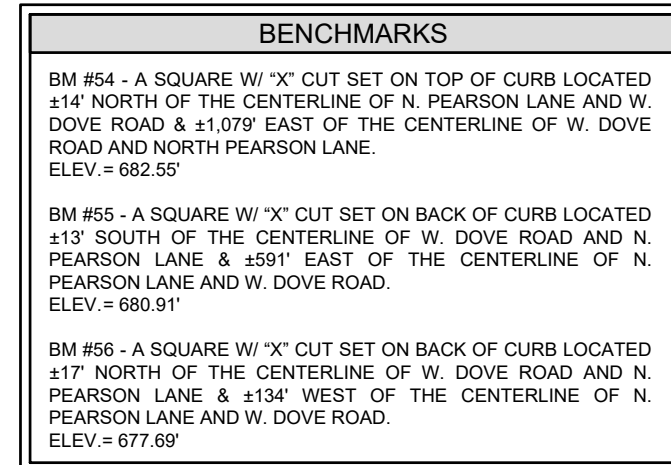 BENCHMARKS
BM #54 - A SQUARE W/ “X” CUT SET ON TOP OF CURB LOCATED
±14' NORTH OF THE CENTERLINE OF N. PEARSON LANE AND W.
DOVE ROAD & ±1,079' EAST OF THE CENTERLINE OF W. DOVE
ROAD AND NORTH PEARSON LANE.
ELEV.= 682.55'
BM #55 - A SQUARE W/ “X” CUT SET ON BACK OF CURB LOCATED
±13' SOUTH OF THE CENTERLINE OF W. DOVE ROAD AND N.
PEARSON LANE & ±591' EAST OF THE CENTERLINE OF N.
PEARSON LANE AND W. DOVE ROAD.
ELEV.= 680.91'
BM #56 - A SQUARE W/ “X” CUT SET ON BACK OF CURB LOCATED
±17' NORTH OF THE CENTERLINE OF W. DOVE ROAD AND N.
PEARSON LANE & ±134' WEST OF THE CENTERLINE OF N.
PEARSON LANE AND W. DOVE ROAD.
ELEV.= 677.69'